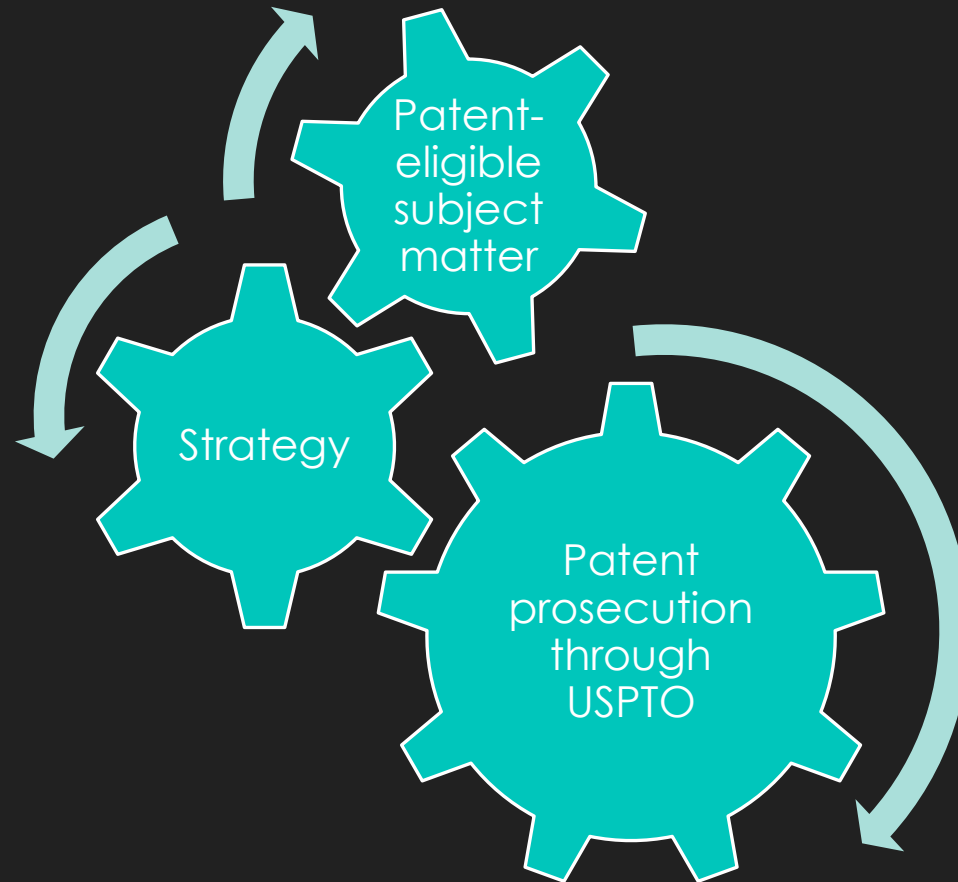 Patent-
eligible
subject
matter
Strategy
Patent
prosecution
through
USPTO